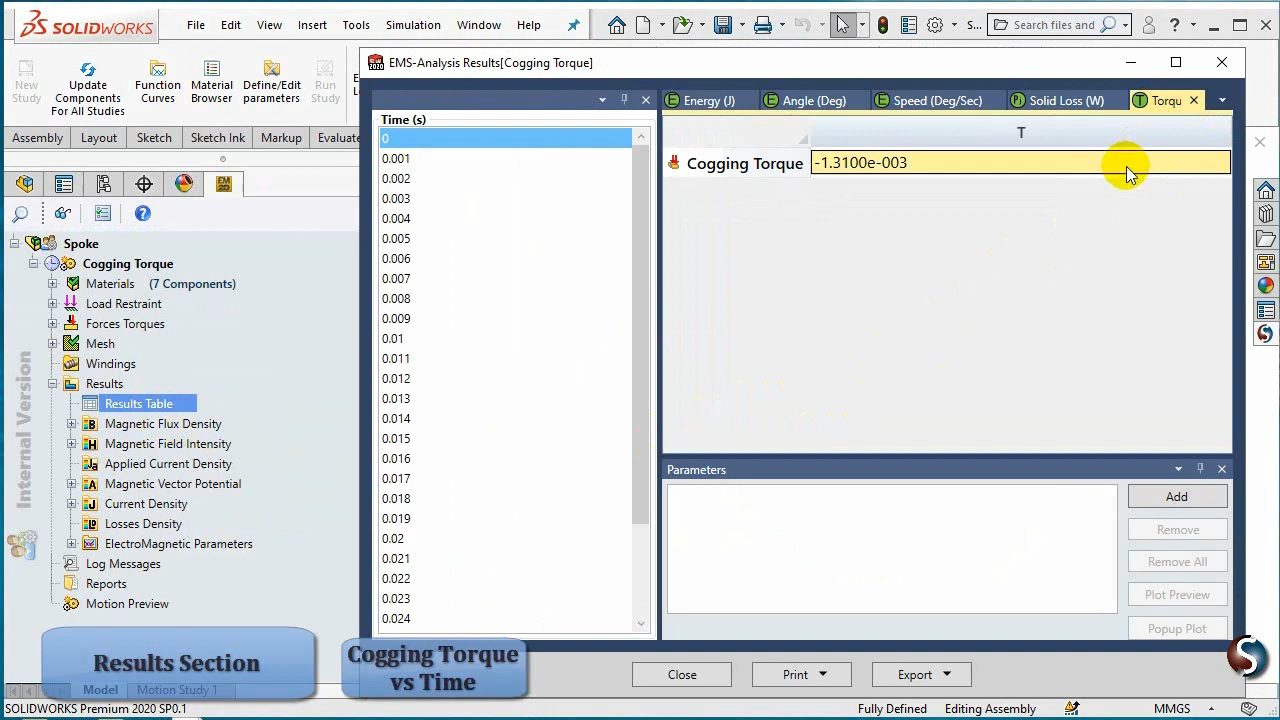 SOLIDWORKS
File Edit View Insert Tools Simulation Window Help
S...
Search files and
New Study
Update Components For All Studies
Function Curves
Material Browser
Define/Edit parameters
Run Study
Assembly Layout Sketch Sketch Ink Markup Evaluate
EMS-Analysis Results[Cogging Torque]
Energy (J) Angle (Deg) Speed (Deg/Sec) Solid Loss (W) Torqu
Time (s)
0
0.001
0.002
0.003
0.004
0.005
0.006
0.007
0.008
0.009
0.01
0.011
0.012
0.013
0.014
0.015
0.016
0.017
0.018
0.019
0.02
0.021
0.022
0.023
0.024
T
Cogging Torque -1.3100e-003
Parameters
Add
Remove
Remove All
Plot Preview
Popup Plot
Close Print Export
Spoke
Cogging Torque
Materials (7 Components)
Load Restraint
Forces Torques
Mesh
Windings
Results
Results Table
Magnetic Flux Density
Magnetic Field Intensity
Applied Current Density
Magnetic Vector Potential
Current Density
Losses Density
ElectroMagnetic Parameters
Log Messages
Reports
Motion Preview
Internal Version
Results Section
Cogging Torque
vs Time
Model Motion Study 1
SOLIDWORKS Premium 2020 SP0.1
Fully Defined Editing Assembly MMGS